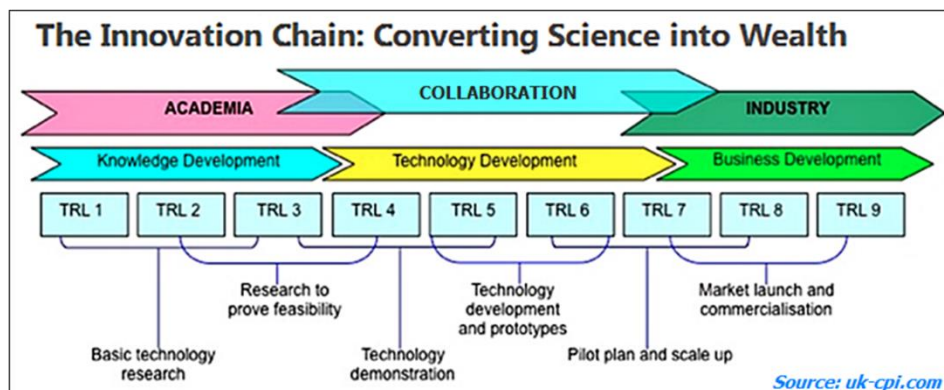 The Innovation Chain: Converting Science into Wealth
COLLABORATION
ACADEMIA
INDUSTRY
Knowledge Development
Technology Development
Business Development
TRL 1
TRL 2
TRL 3
TRL 4
TRL 5
TRL 6
TRL 7
TRL 8
TRL 9
Research to
prove feasibility
Technology
development
and prototypes
Market launch and
commercialisation
Basic technology
research
Technology
demonstration
Pilot plan and scale up
Source: uk-cpi.com